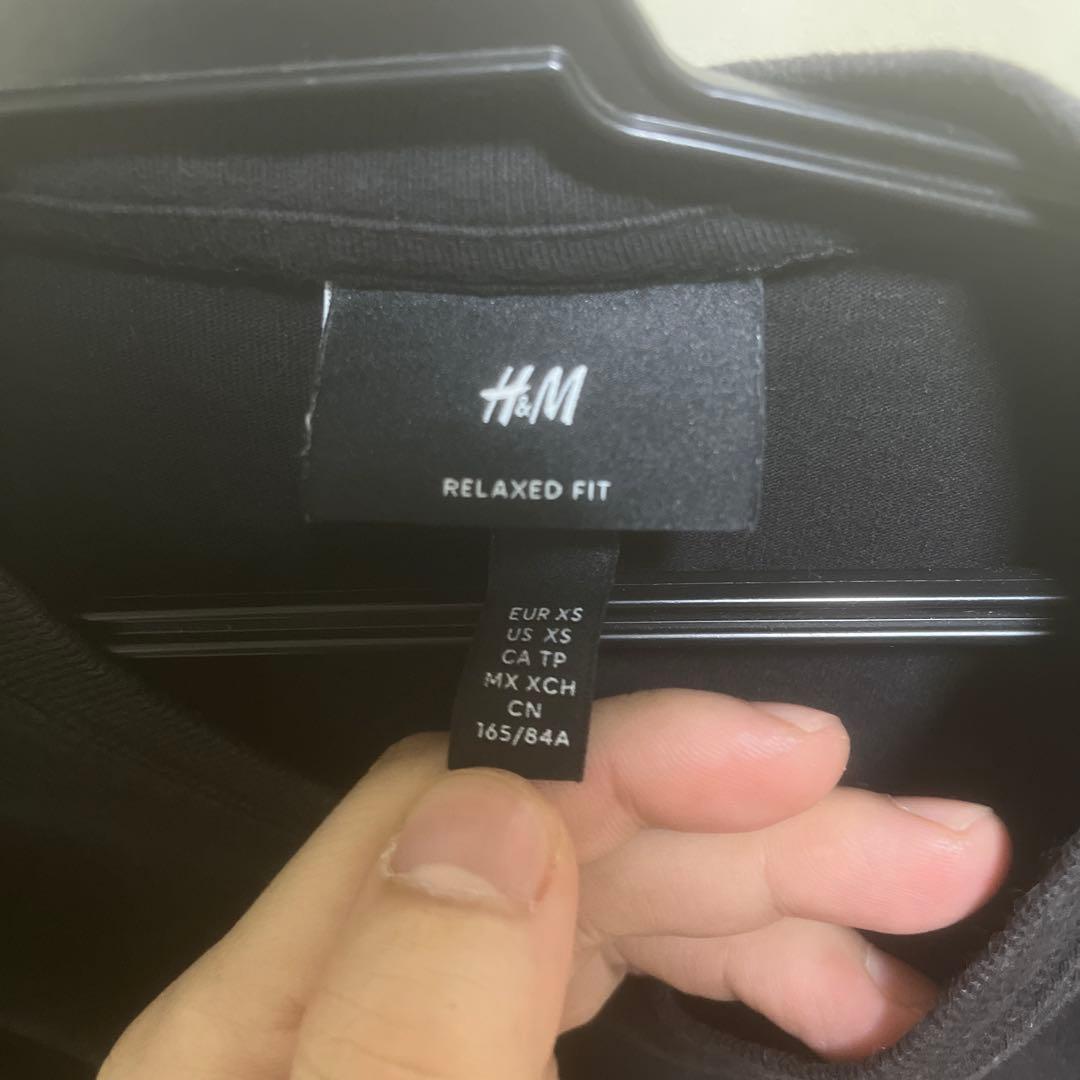 H&M
RELAXED FIT
EUR XS
US XS
CA TP
MX XCH
CN
165/84A